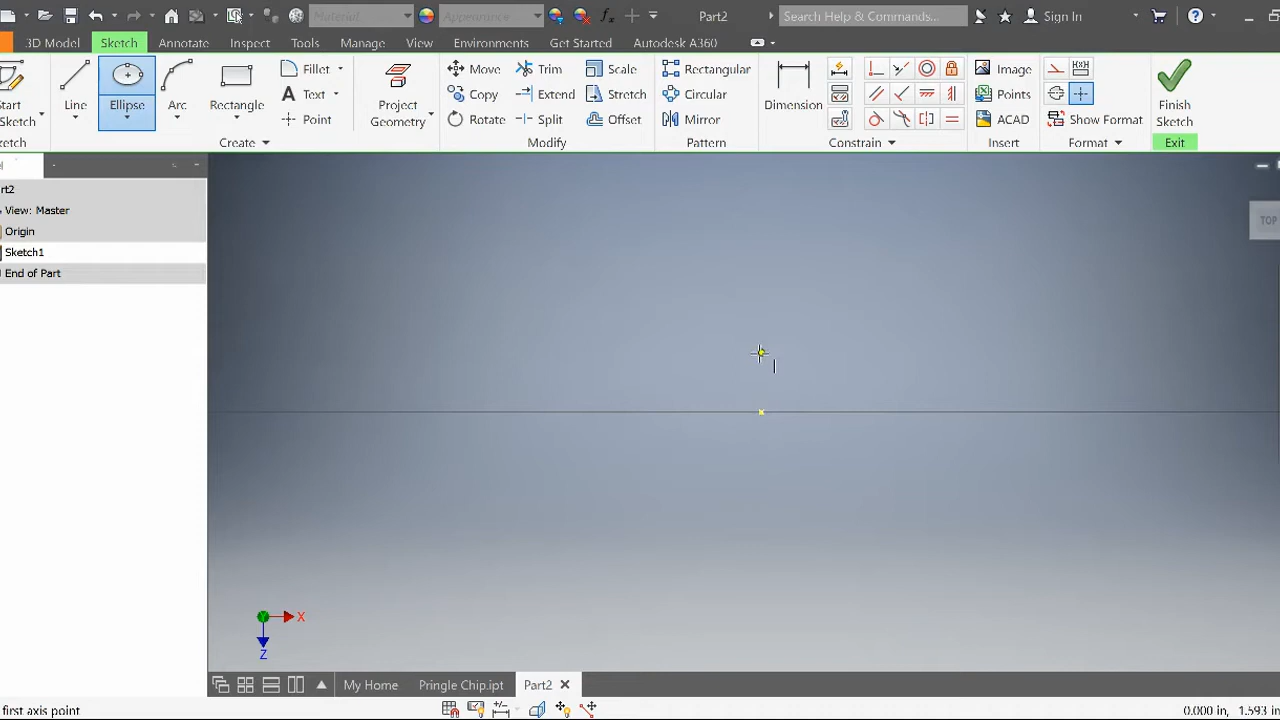 Material
Appearance
Part2
Search Help & Commands...
Sign In
3D Model
Sketch
Annotate
Inspect
Tools
Manage
View
Environments
Get Started
Autodesk A360
Start
Sketch
Line
Ellipse
Arc
Rectangle
Fillet
Text
Point
Project
Geometry
Move
Copy
Rotate
Trim
Extend
Split
Scale
Stretch
Offset
Rectangular
Circular
Mirror
Dimension
Image
Points
ACAD
Show Format
Finish
Sketch
ketch
Create
Modify
Pattern
Constrain
Insert
Format
Exit
art2
View: Master
Origin
Sketch1
End of Part
TOP
X
Z
My Home
Pringle Chip.ipt
Part2
first axis point
0.000 in, 1.593 in